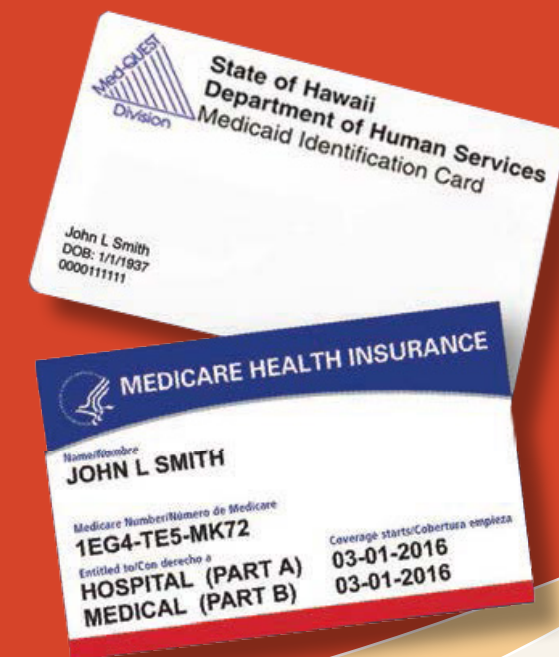 Med-QUEST
Division
State of Hawaii
Department of Human Services
Medicaid Identification Card
John L Smith
DOB: 1/1/1937
0000111111
MEDICARE HEALTH INSURANCE
Name/Nombre
JOHN L SMITH
Medicare Number/Número de Medicare
1EG4-TE5-MK72
Entitled to/Con derecho a
HOSPITAL (PART A)
MEDICAL (PART B)
Coverage starts/Cobertura empieza
03-01-2016
03-01-2016